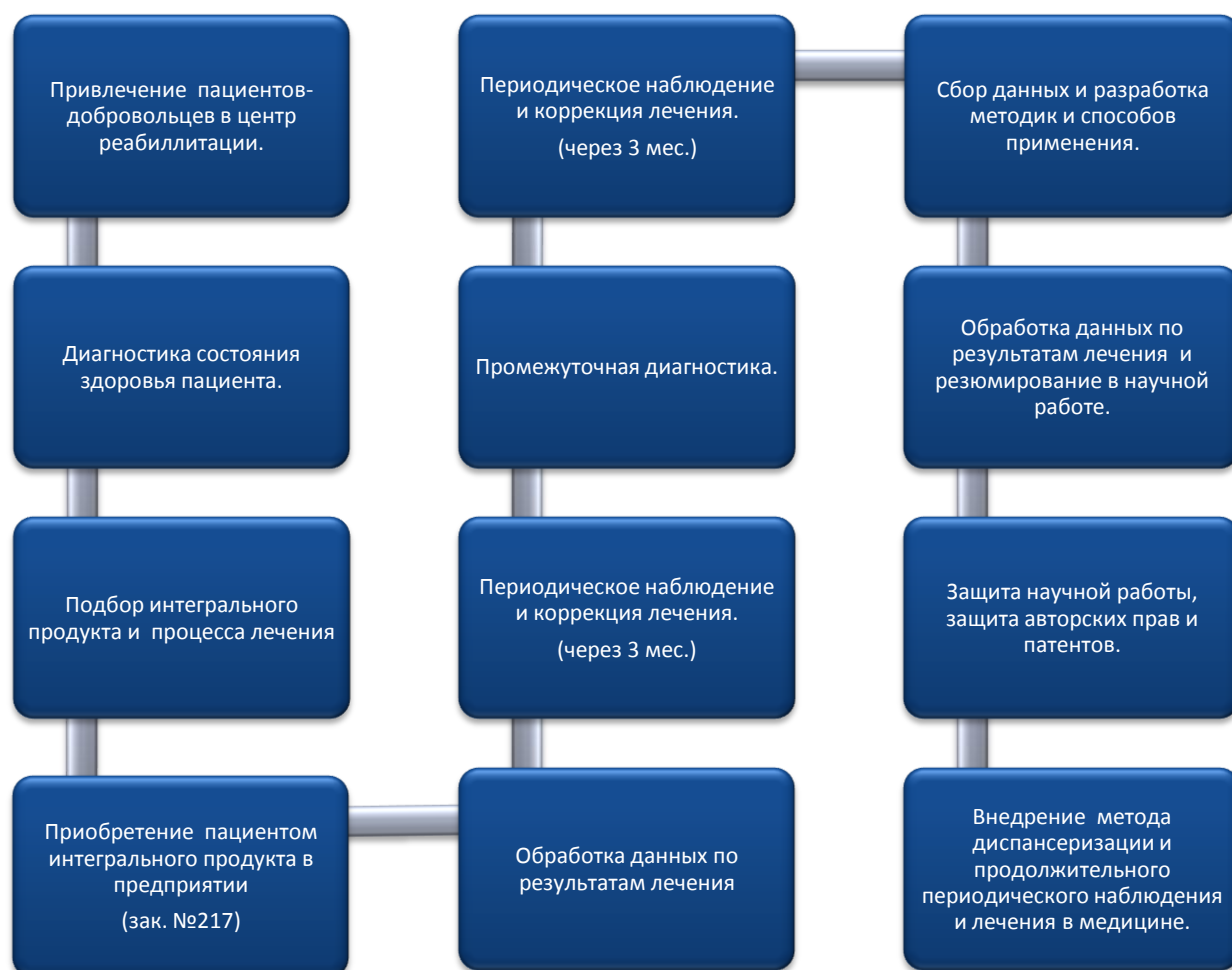 Привлечение пациентов-
добровольцев в центр
реабиллитации.
Диагностика состояния
здоровья пациента.
Подбор интегрального
продукта и процесса лечения
Приобретение пациентом
интегрального продукта в
предприятии
(зак. №217)
Обработка данных по
результатам лечения
Периодическое наблюдение
и коррекция лечения.
(через 3 мес.)
Промежуточная диагностика.
Периодическое наблюдение
и коррекция лечения.
(через 3 мес.)
Сбор данных и разработка
методик и способов
применения.
Обработка данных по
результатам лечения и
резюмирование в научной
работе.
Защита научной работы,
защита авторских прав и
патентов.
Внедрение метода
диспансеризации и
продолжительного
периодического наблюдения
и лечения в медицине.